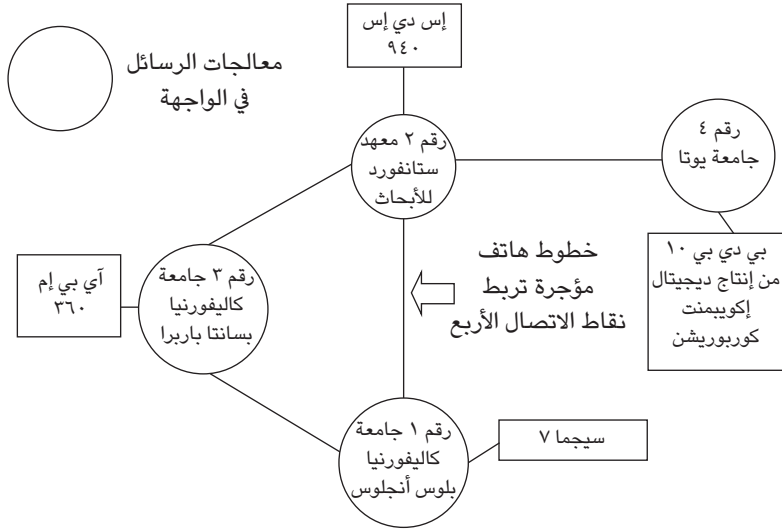 إس دي إس
٩٤٠
معالجات الرسائل
في الواجهة
رقم ٢ معهد
ستانفورد
للأبحاث
رقم ٤
جامعة يوتا
بي دي بي ١٠
من إنتاج ديجيتال
إكويبمنت
كوربوريشن
خطوط هاتف
مؤجرة تربط
نقاط الاتصال الأربع
رقم ٣ جامعة
كاليفورنيا
بسانتا باربرا
آي بي إم
٣٦٠
رقم ١ جامعة
كاليفورنيا
بلوس أنجلوس
سيجما ٧